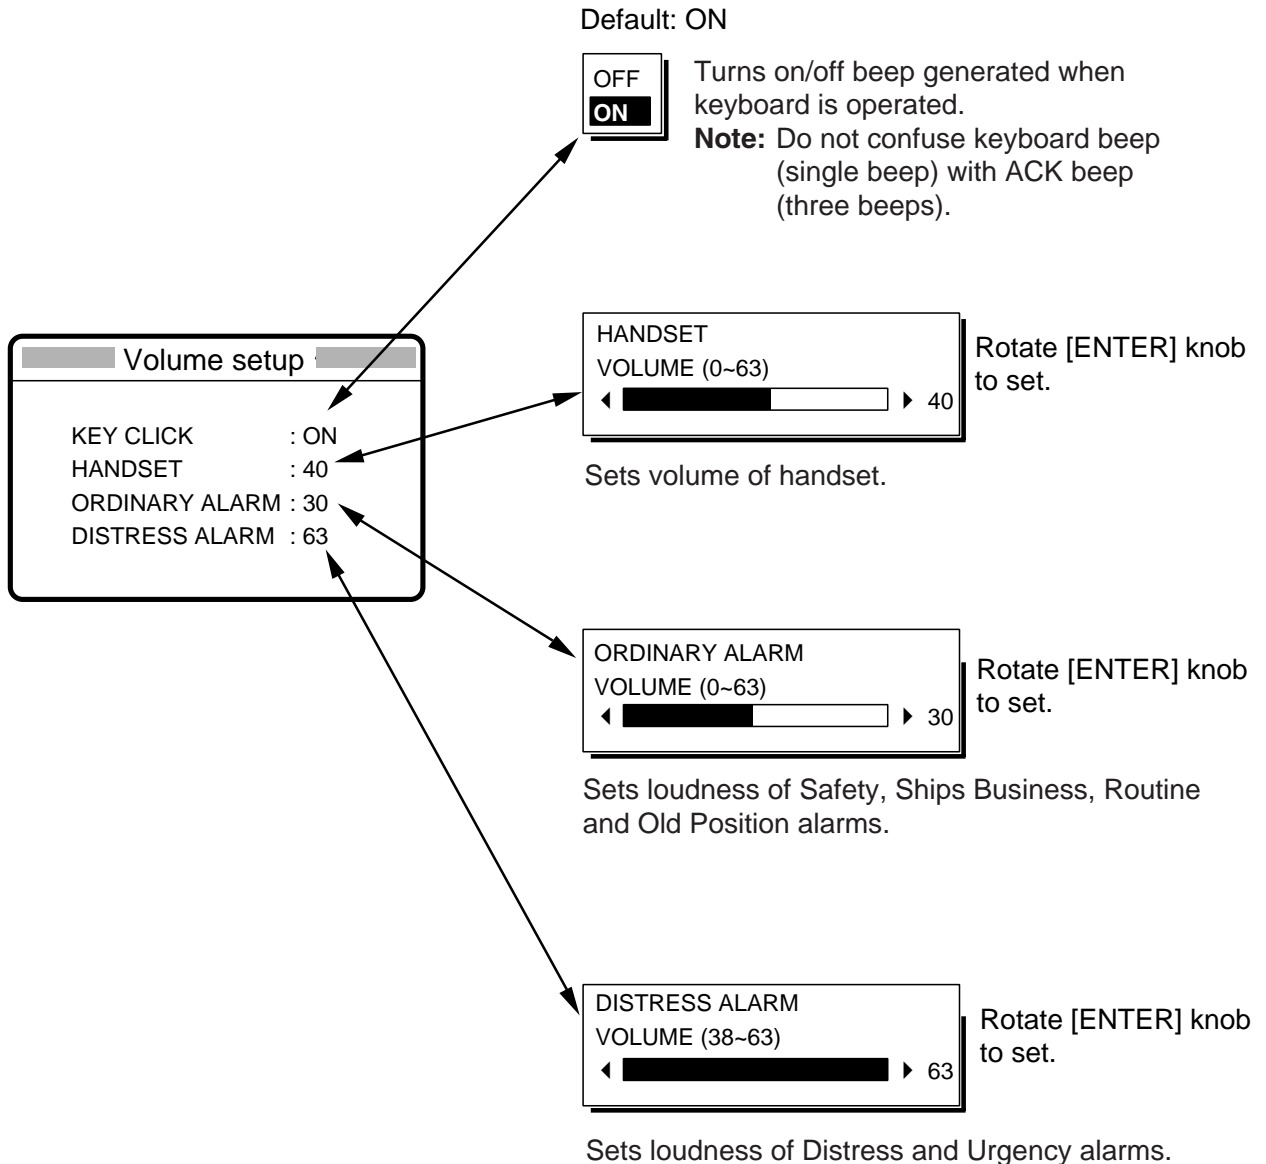 Default: ON
OFF
ON
Turns on/off beep generated when
keyboard is operated.
Note: Do not confuse keyboard beep
(single beep) with ACK beep
(three beeps).
Volume setup
KEY CLICK : ON
HANDSET : 40
ORDINARY ALARM : 30
DISTRESS ALARM : 63
HANDSET
VOLUME (0~63)
40
Rotate [ENTER] knob
to set.
Sets volume of handset.
ORDINARY ALARM
VOLUME (0~63)
30
Rotate [ENTER] knob
to set.
Sets loudness of Safety, Ships Business, Routine
and Old Position alarms.
DISTRESS ALARM
VOLUME (38~63)
63
Rotate [ENTER] knob
to set.
Sets loudness of Distress and Urgency alarms.